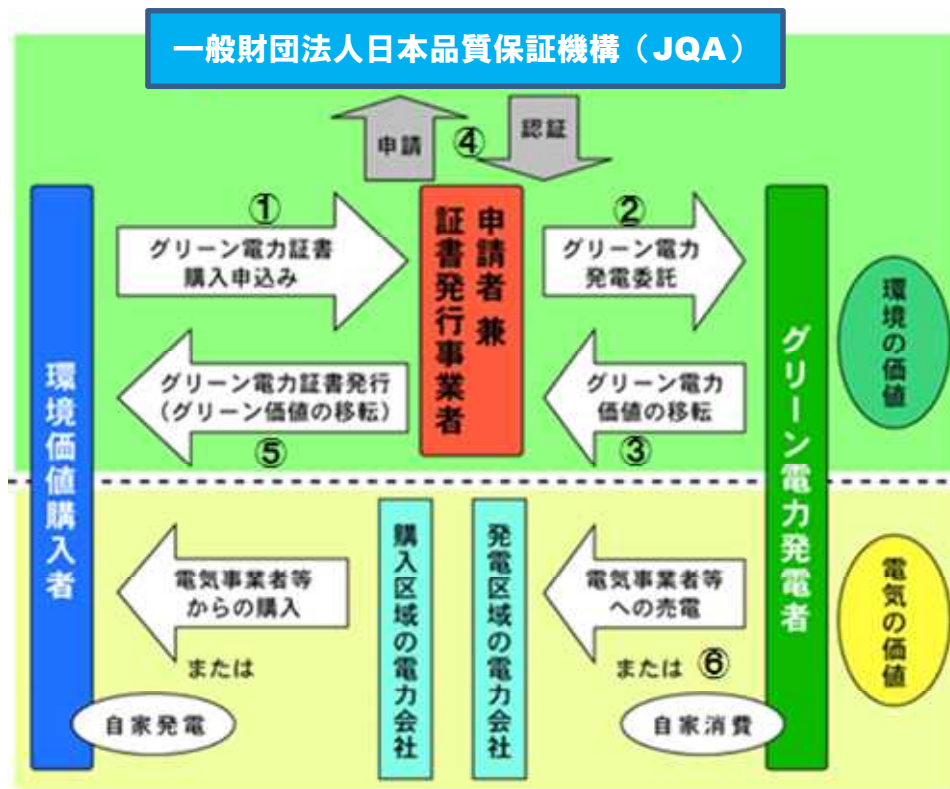 一般財団法人日本品質保証機構（JQA）
申請
④
認証
①
グリーン電力証書
購入申込み
申請者 兼
証書発行事業者
②
グリーン電力
発電委託
グリーン電力証書発行
（グリーン価値の移転）
⑤
グリーン電力
価値の移転
③
環境価値購入者
グリーン電力発電者
環境の価値
電気事業者等
からの購入
または
自家発電
購入区域の電力会社
発電区域の電力会社
電気事業者等
への売電
または ⑥
自家消費
電気の価値